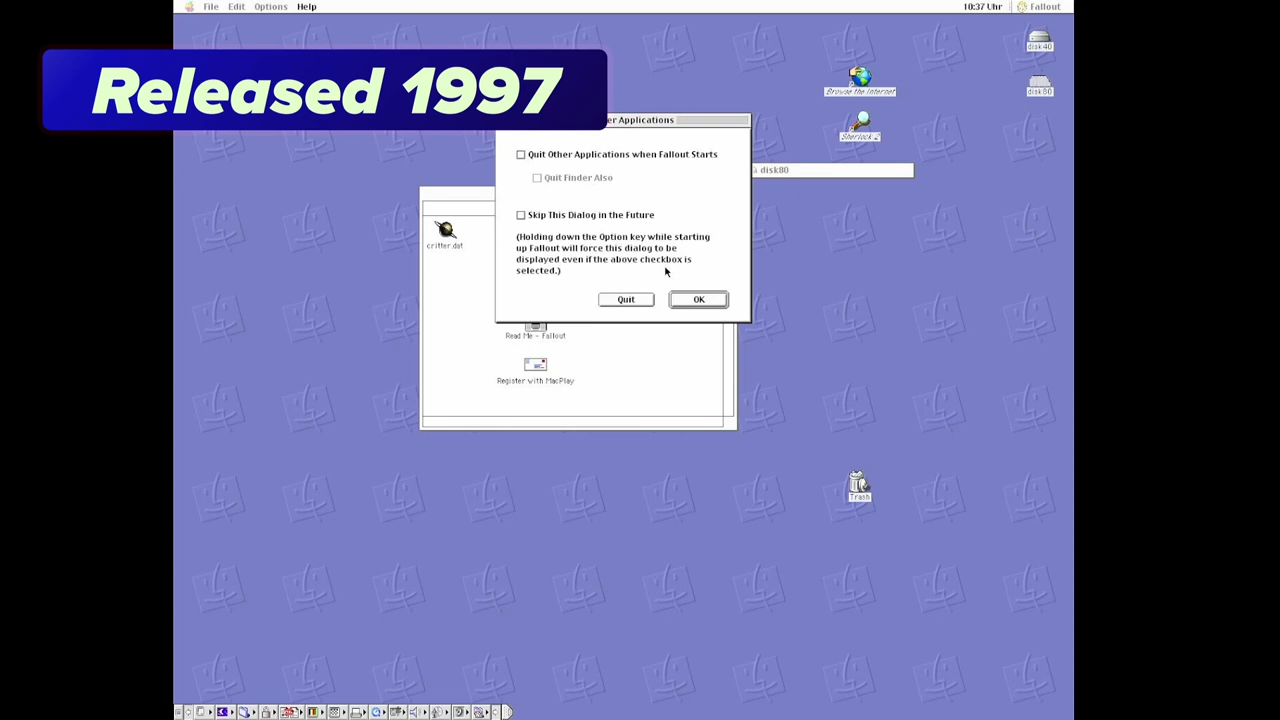 File Edit Options Help 10:37 Uhr Fallout
Released 1997
disk40
Browse the Internet
disk80
er Applications
Sherlock 2
Quit Other Applications when Fallout Starts
disk80
Quit Finder Also
Skip This Dialog in the Future
(Holding down the Option key while starting
up Fallout will force this dialog to be
displayed even if the above checkbox is
selected.)
critter.dat
Quit OK
Read Me - Fallout
Register with MacPlay
Trash